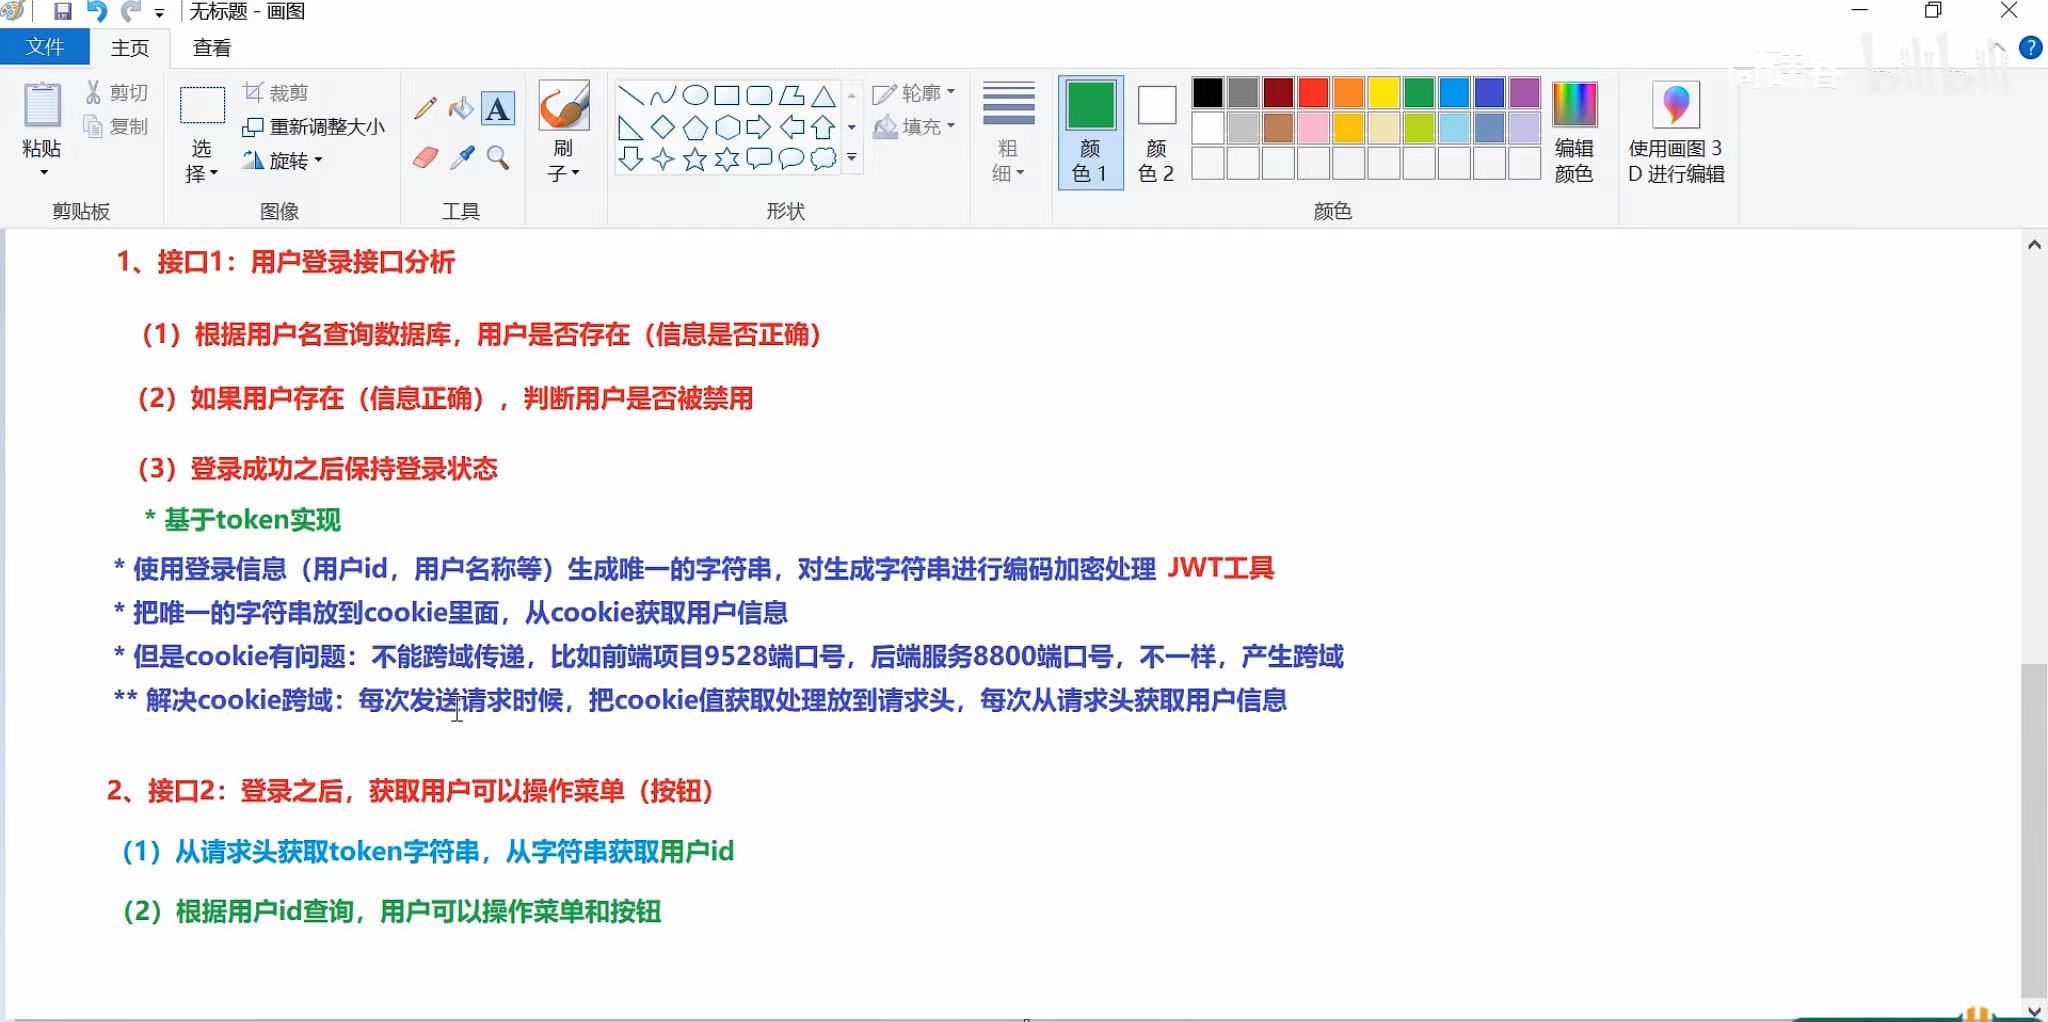 无标题 - 画图
文件 主页 查看
粘贴 剪切 复制 剪贴板
选择 裁剪 重新调整大小 旋转 图像
A 工具
刷子
形状 轮廓 填充
粗细
颜色 1 颜色 2 编辑颜色 颜色
使用画图 3D 进行编辑
?
bilibili
1、接口1：用户登录接口分析
（1）根据用户名查询数据库，用户是否存在（信息是否正确）
（2）如果用户存在（信息正确），判断用户是否被禁用
（3）登录成功之后保持登录状态
* 基于token实现
* 使用登录信息（用户id，用户名称等）生成唯一的字符串，对生成字符串进行编码加密处理 JWT工具
* 把唯一的字符串放到cookie里面，从cookie获取用户信息
* 但是cookie有问题：不能跨域传递，比如前端项目9528端口号，后端服务8800端口号，不一样，产生跨域
** 解决cookie跨域：每次发送请求时候，把cookie值获取处理放到请求头，每次从请求头获取用户信息
2、接口2：登录之后，获取用户可以操作菜单（按钮）
（1）从请求头获取token字符串，从字符串获取用户id
（2）根据用户id查询，用户可以操作菜单和按钮